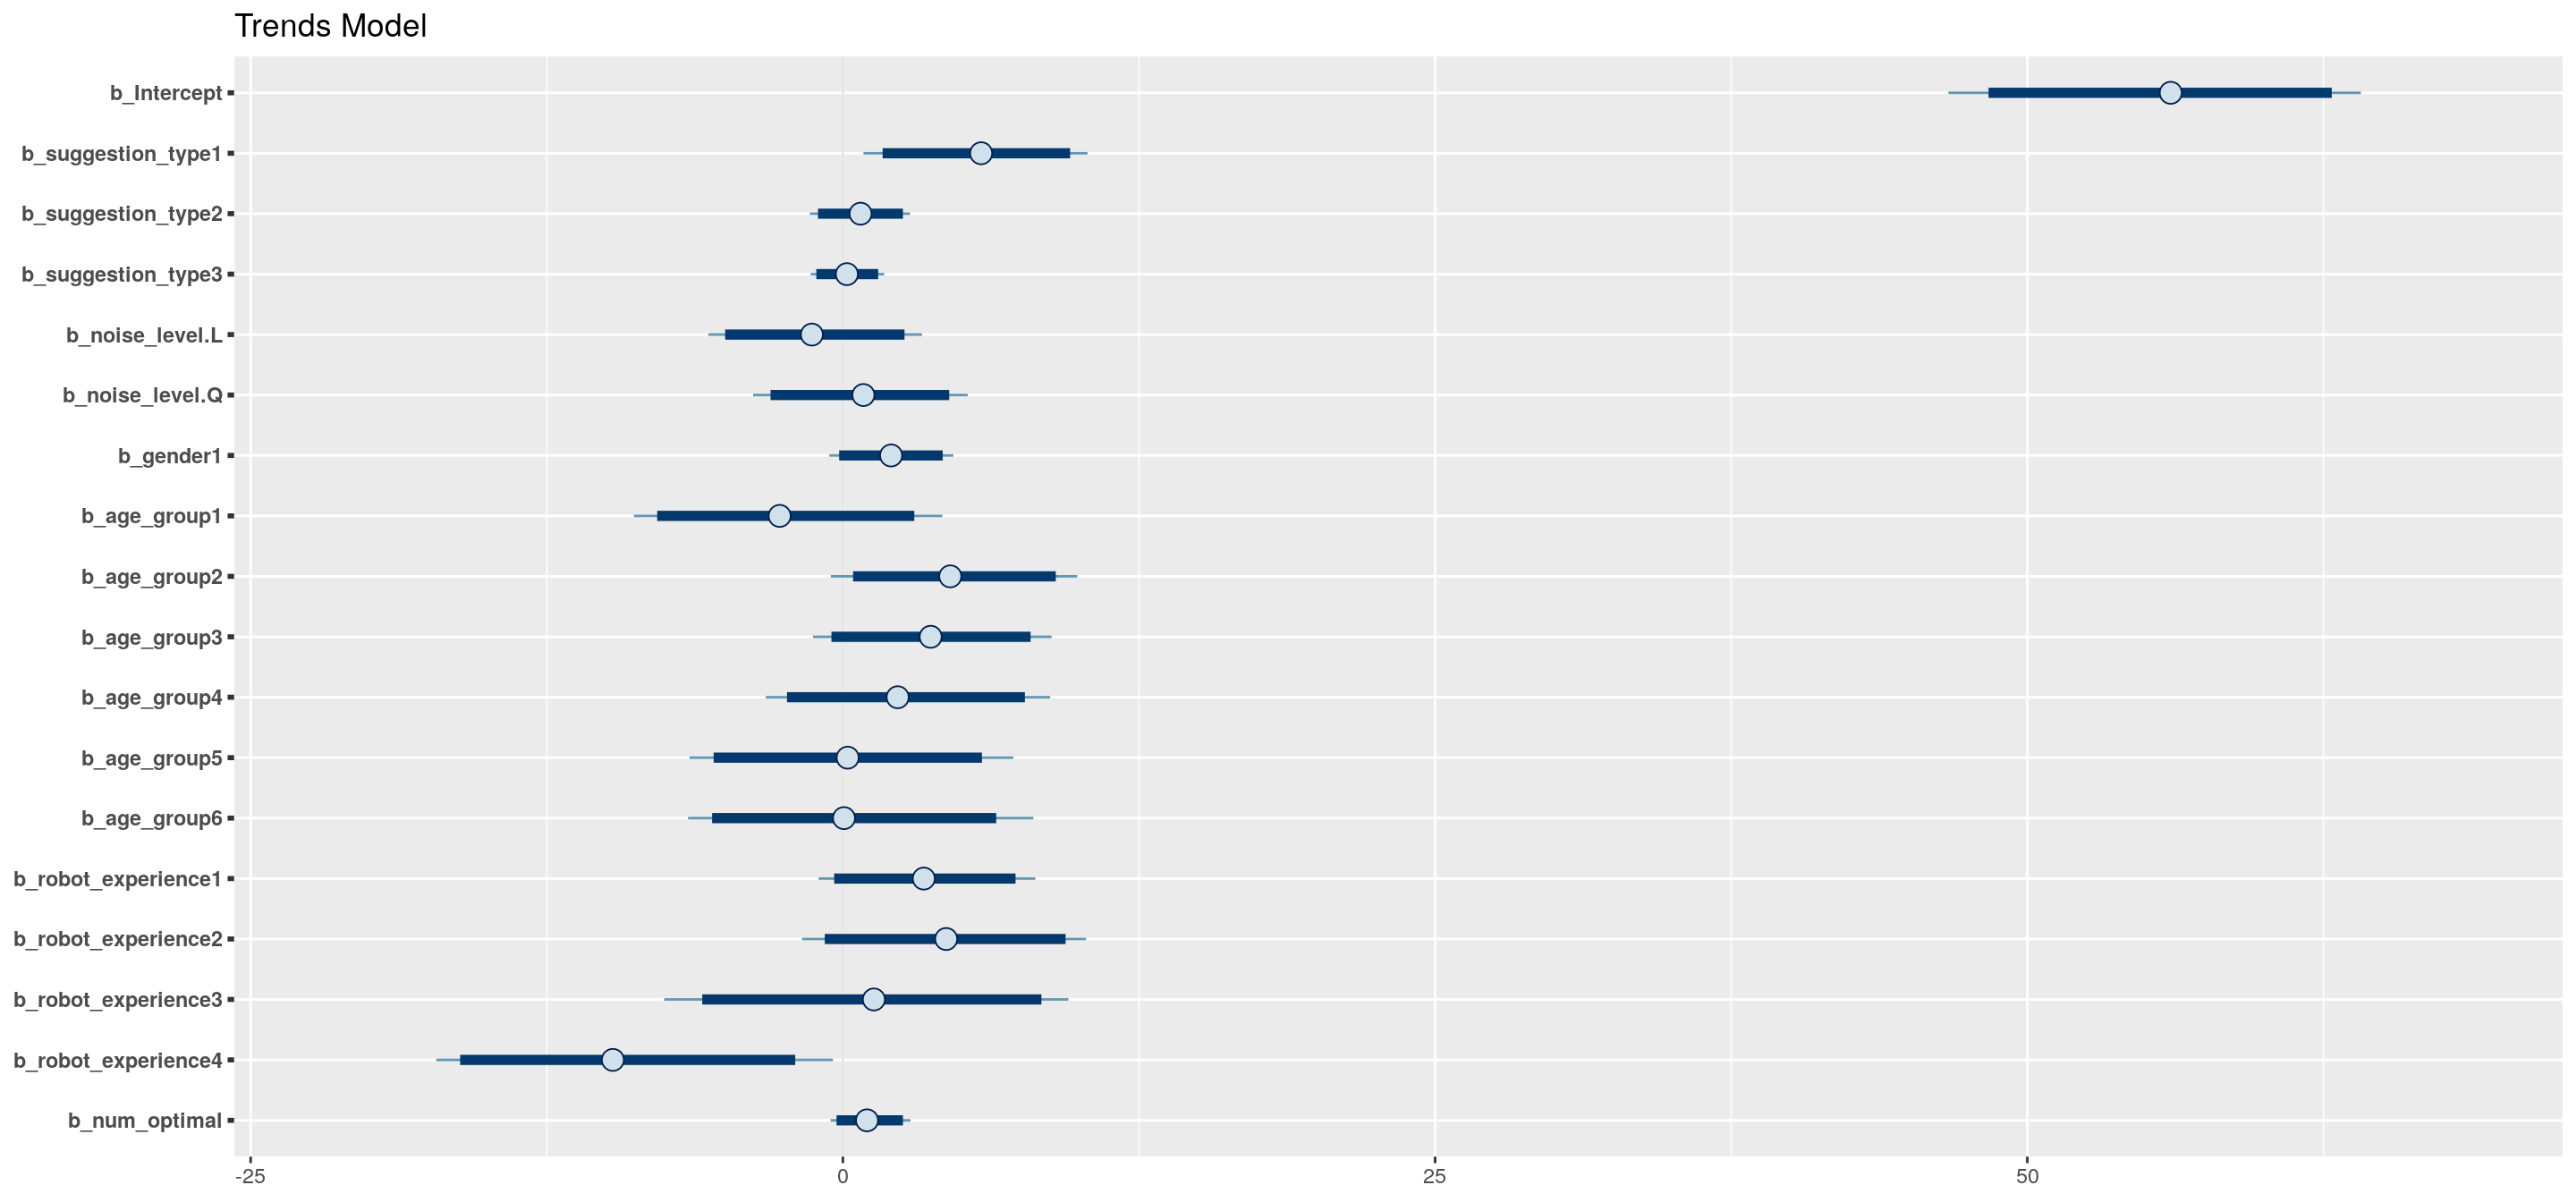 Trends Model
b_Intercept
b_suggestion_type1
b_suggestion_type2
b_suggestion_type3
b_noise_level.L
b_noise_level.Q
b_gender1
b_age_group1
b_age_group2
b_age_group3
b_age_group4
b_age_group5
b_age_group6
b_robot_experience1
b_robot_experience2
b_robot_experience3
b_robot_experience4
b_num_optimal
-25 0 25 50